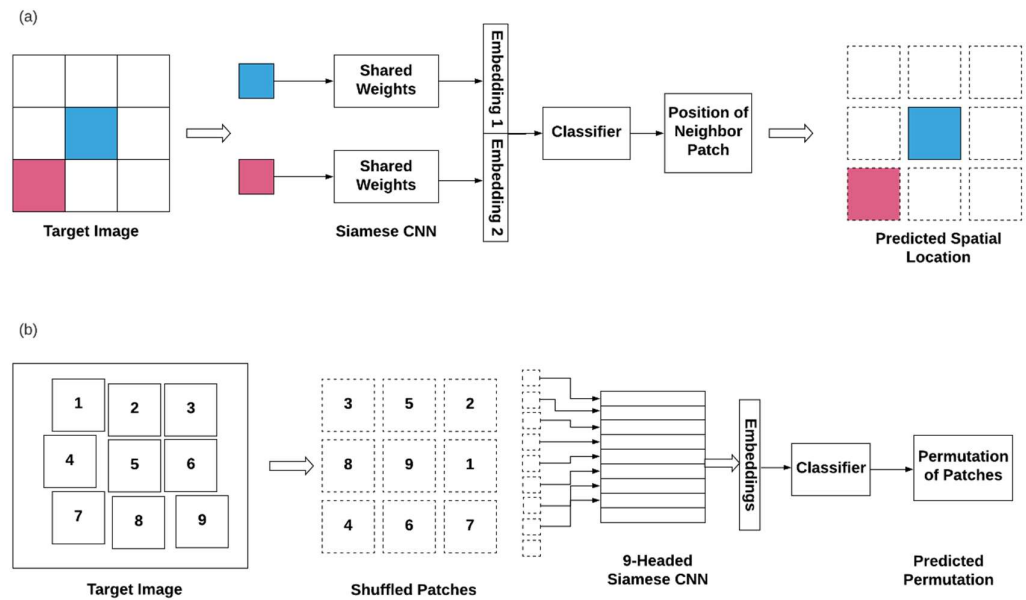 (a)
Shared
Weights
Embedding 1
Classifier
Position of
Neighbor
Patch
Shared
Weights
Embedding 2
Target Image
Siamese CNN
Predicted Spatial
Location
(b)
1
2
3
4
5
6
7
8
9
3
5
2
8
9
1
4
6
7
Embeddings
Classifier
Permutation
of Patches
Target Image
Shuffled Patches
9-Headed
Siamese CNN
Predicted
Permutation